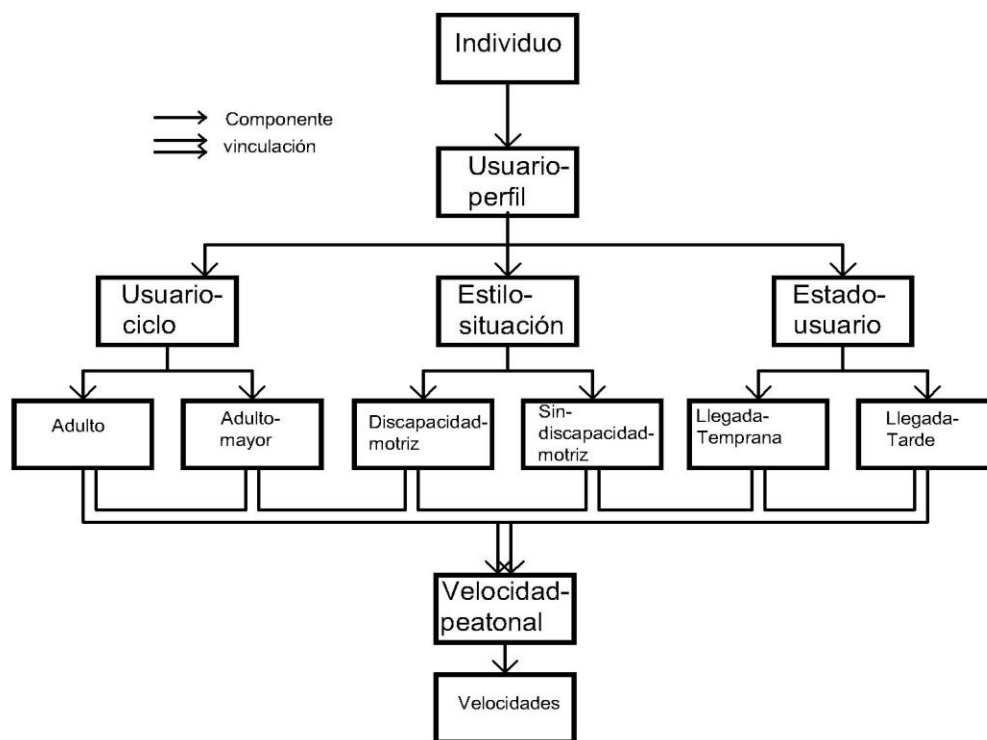 Individuo
Componente
vinculación
Usuario-
perfil
Usuario-
ciclo
Estilo-
situación
Estado-
usuario
Adulto
Adulto-
mayor
Discapacidad-
motriz
Sin-
discapacidad-
motriz
Llegada-
Temprana
Llegada-
Tarde
Velocidad-
peatonal
Velocidades